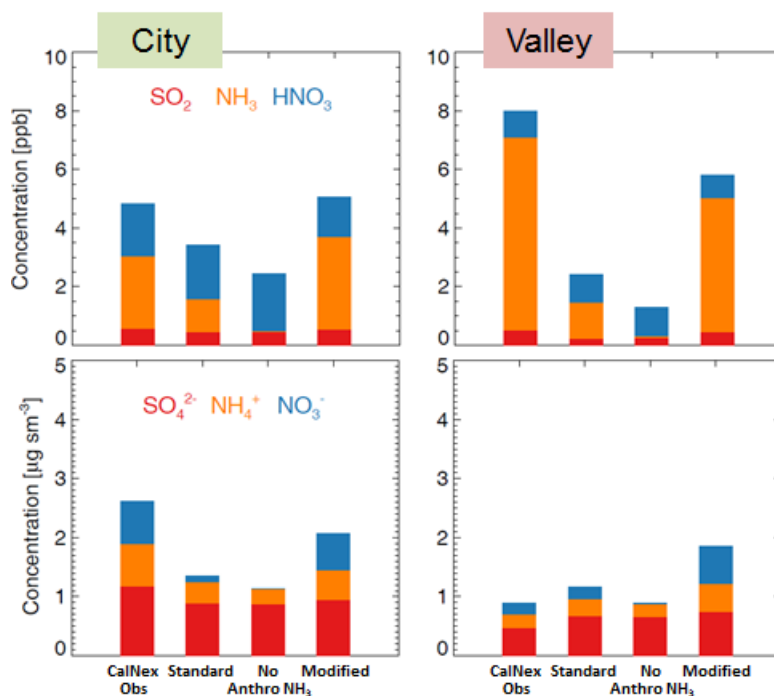 City
Valley
Concentration [ppb]
10
8
6
4
2
0
SO₂ NH₃ HNO₃
10
8
6
4
2
0
Concentration [µg sm⁻³]
5
4
3
2
1
0
SO₄²⁻ NH₄⁺ NO₃⁻
5
4
3
2
1
0
CalNex Standard No Modified
Obs Anthro NH₃
CalNex Standard No Modified
Obs Anthro NH₃